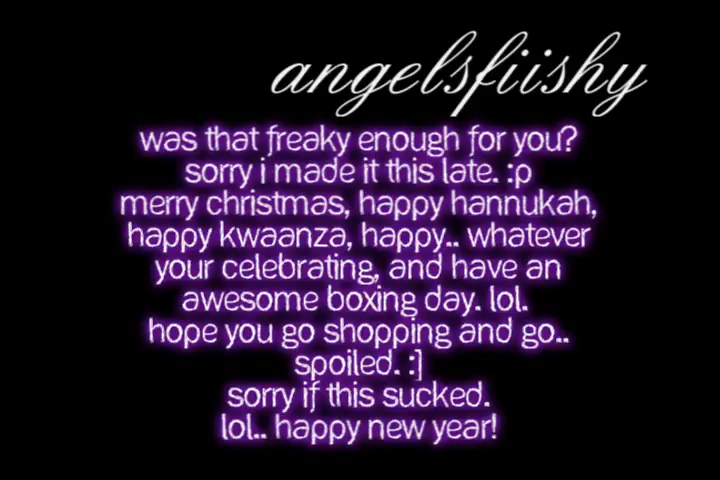 angelsfiishy
was that freaky enough for you?
sorry i made it this late. :p
merry christmas, happy hannukah,
happy kwaanza, happy.. whatever
your celebrating, and have an
awesome boxing day. lol.
hope you go shopping and go..
spoiled. :]
sorry if this sucked.
lol.. happy new year!